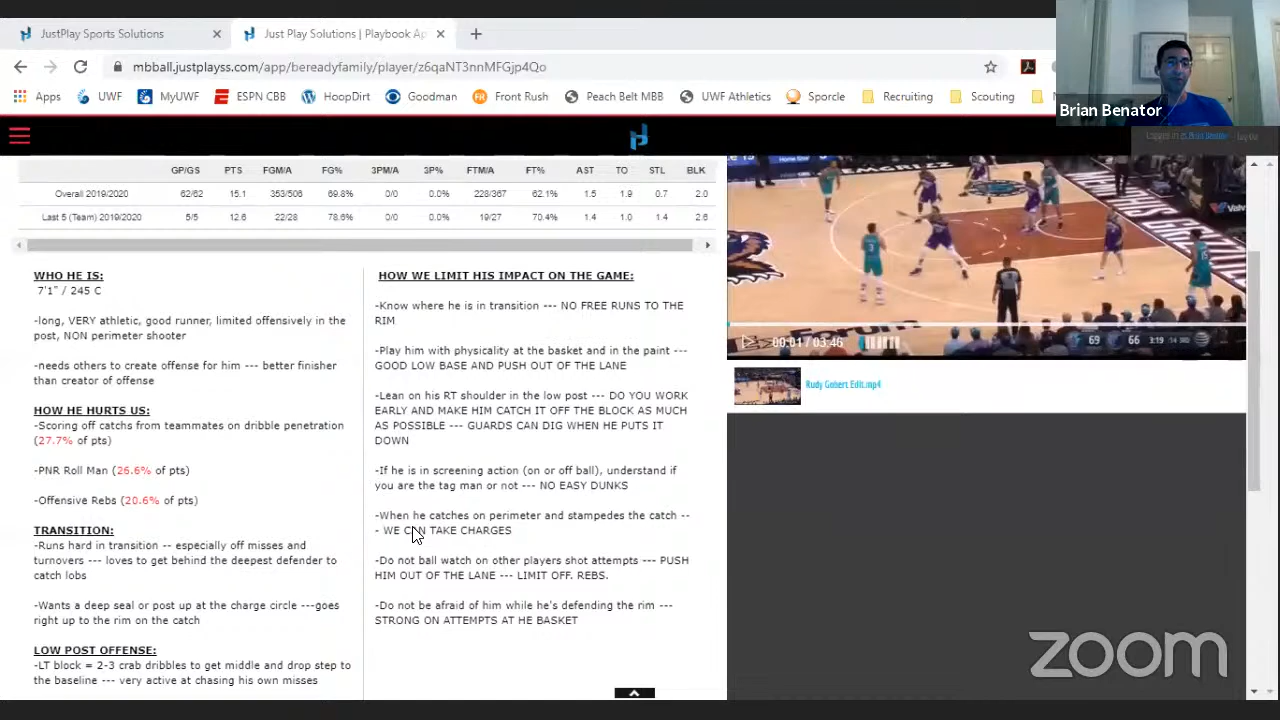 JustPlay Sports Solutions
Just Play Solutions | Playbook Ap
mbball.justplayss.com/app/bereadyfamily/player/z6qaNT3nnMFGjp4Qo
Apps UWF MyUWF ESPN CBB HoopDirt Goodman Front Rush Peach Belt MBB UWF Athletics Sporcle Recruiting Scouting
Brian Benator
Logged in as Brian Benator Log Out
GP/GS PTS FGM/A FG% 3PM/A 3P% FTM/A FT% AST TO STL BLK
Overall 2019/2020 62/62 15.1 353/506 69.8% 0/0 0.0% 228/367 62.1% 1.5 1.9 0.7 2.0
Last 5 (Team) 2019/2020 5/5 12.6 22/28 78.6% 0/0 0.0% 19/27 70.4% 1.4 1.0 1.4 2.6
WHO HE IS:
7'1" / 245 C
-long, VERY athletic, good runner, limited offensively in the
post, NON perimeter shooter
-needs others to create offense for him --- better finisher
than creator of offense
HOW HE HURTS US:
-Scoring off catchs from teammates on dribble penetration
(27.7% of pts)
-PNR Roll Man (26.6% of pts)
-Offensive Rebs (20.6% of pts)
TRANSITION:
-Runs hard in transition -- especially off misses and
turnovers --- loves to get behind the deepest defender to
catch lobs
-Wants a deep seal or post up at the charge circle ---goes
right up to the rim on the catch
LOW POST OFFENSE:
-LT block = 2-3 crab dribbles to get middle and drop step to
the baseline --- very active at chasing his own misses
HOW WE LIMIT HIS IMPACT ON THE GAME:
-Know where he is in transition --- NO FREE RUNS TO THE
RIM
-Play him with physicality at the basket and in the paint ---
GOOD LOW BASE AND PUSH OUT OF THE LANE
-Lean on his RT shoulder in the low post --- DO YOU WORK
EARLY AND MAKE HIM CATCH IT OFF THE BLOCK AS MUCH
AS POSSIBLE --- GUARDS CAN DIG WHEN HE PUTS IT
DOWN
-If he is in screening action (on or off ball), understand if
you are the tag man or not --- NO EASY DUNKS
-When he catches on perimeter and stampedes the catch --
- WE CAN TAKE CHARGES
-Do not ball watch on other players shot attempts --- PUSH
HIM OUT OF THE LANE --- LIMIT OFF. REBS.
-Do not be afraid of him while he's defending the rim ---
STRONG ON ATTEMPTS AT HE BASKET
MEMPHIS GRIZZL
Valv
Forum
00:01 / 03:46
69 66 3:19
Rudy Gobert Edit.mp4
zoom